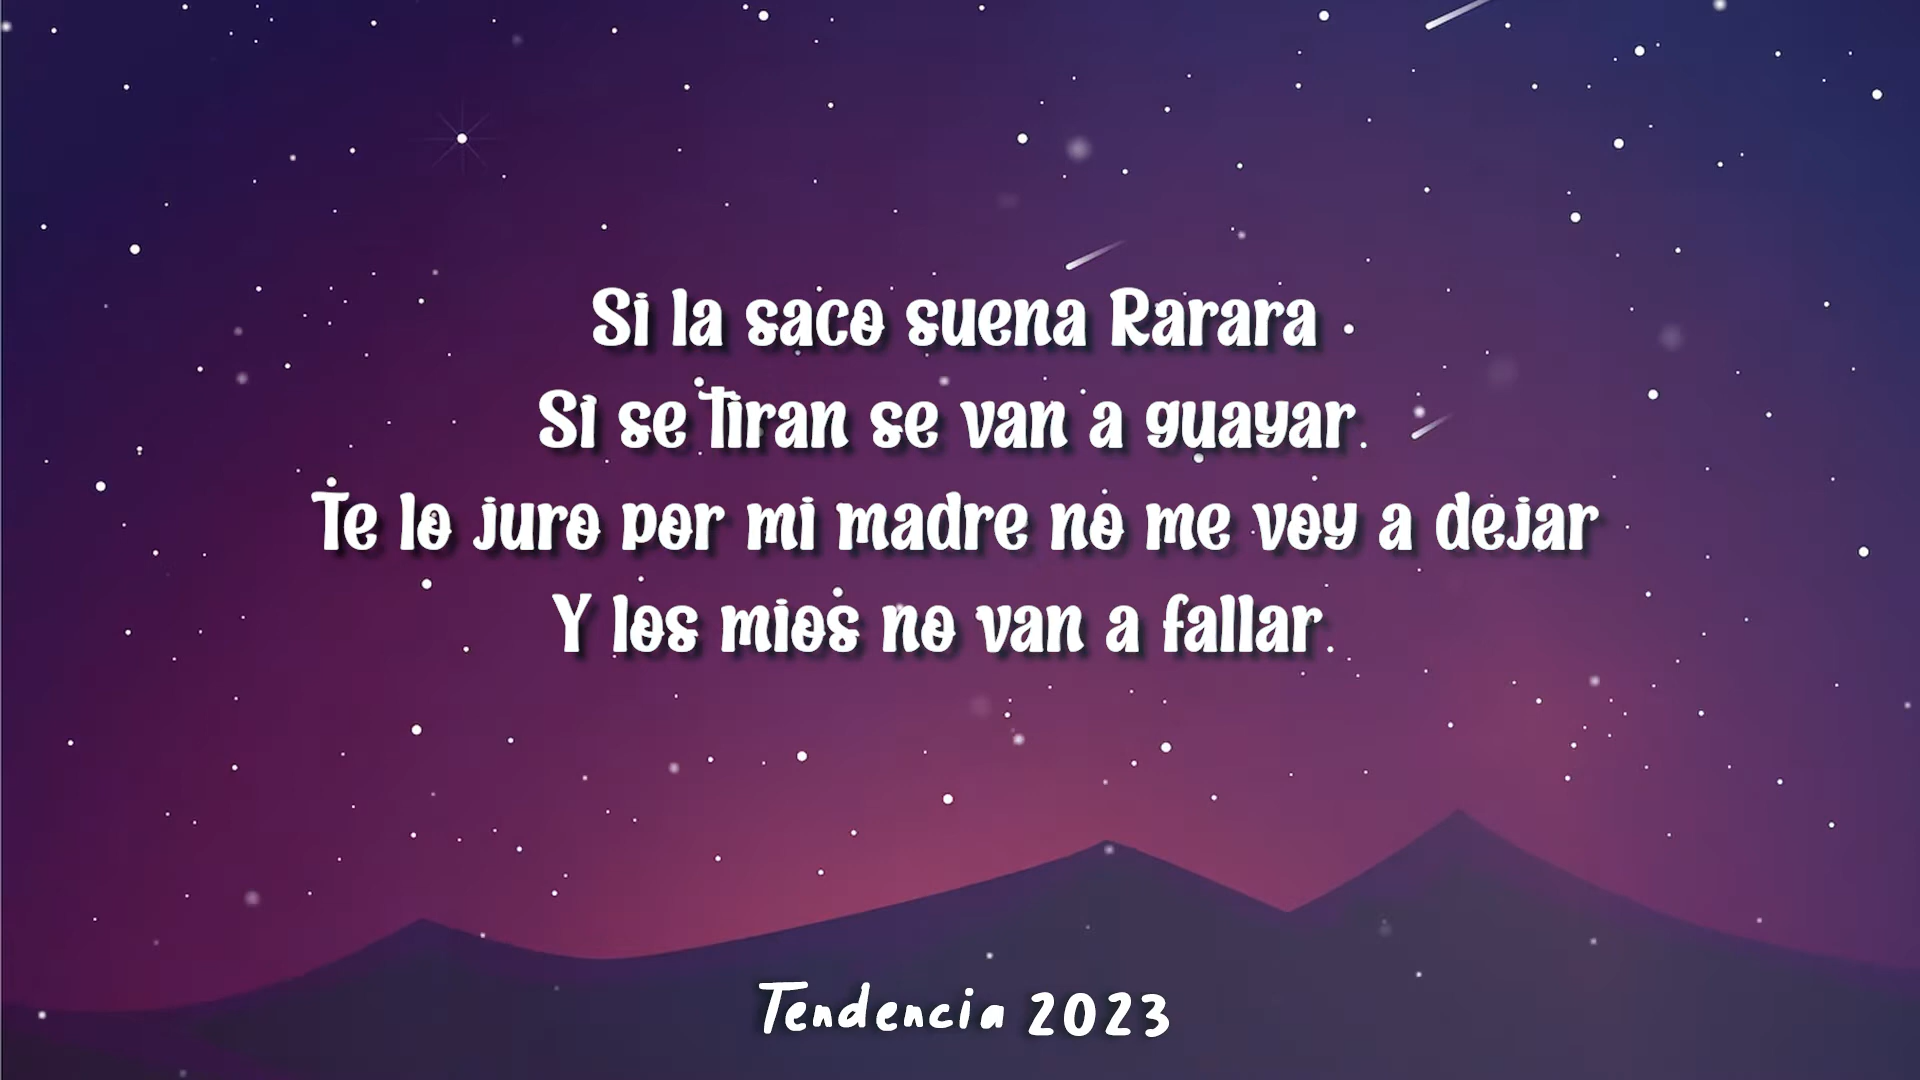 Si la saco suena Rarara
Si se tiran se van a guayar
Te lo juro por mi madre no me voy a dejar
Y los mios no van a fallar
Tendencia 2023